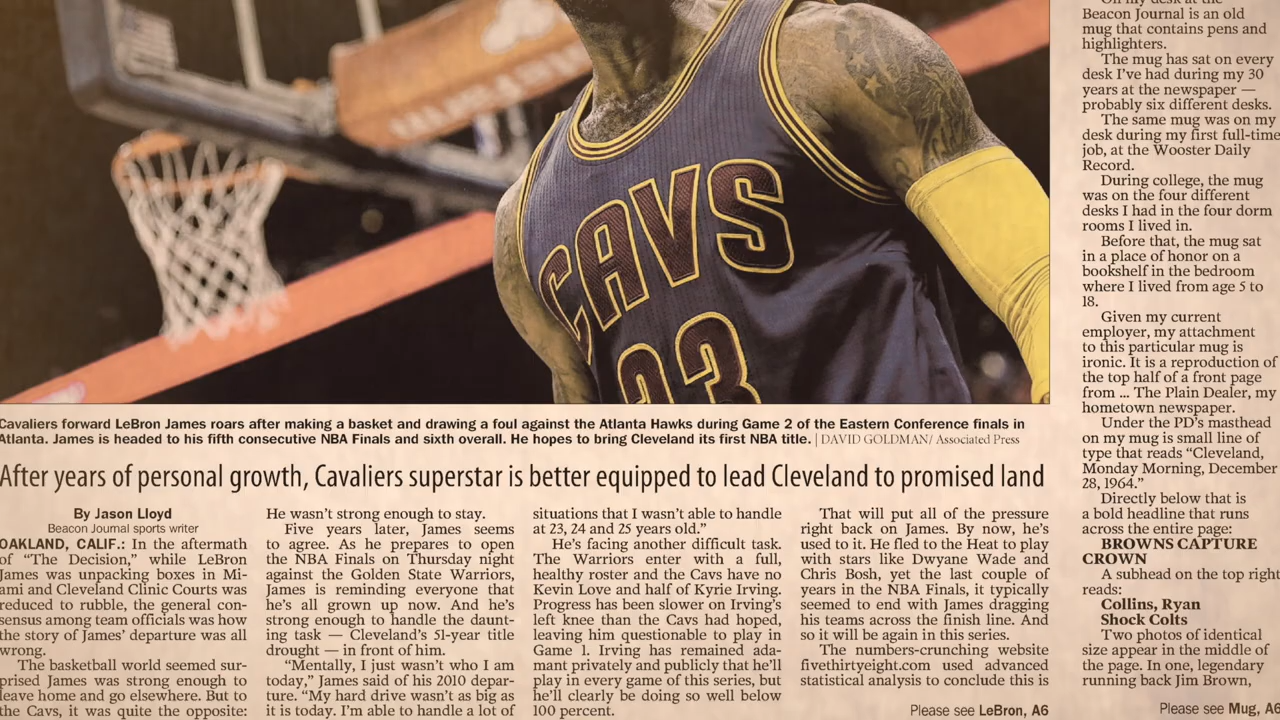 CAVS
23
Cavaliers forward LeBron James roars after making a basket and drawing a foul against the Atlanta Hawks during Game 2 of the Eastern Conference finals in
Atlanta. James is headed to his fifth consecutive NBA Finals and sixth overall. He hopes to bring Cleveland its first NBA title. | DAVID GOLDMAN/ Associated Press
After years of personal growth, Cavaliers superstar is better equipped to lead Cleveland to promised land
By Jason Lloyd
Beacon Journal sports writer
OAKLAND, CALIF.: In the aftermath
of “The Decision,” while LeBron
James was unpacking boxes in Mi-
ami and Cleveland Clinic Courts was
reduced to rubble, the general con-
sensus among team officials was how
the story of James’ departure was all
wrong.
The basketball world seemed sur-
prised James was strong enough to
leave home and go elsewhere. But to
the Cavs, it was quite the opposite:
He wasn’t strong enough to stay.
Five years later, James seems
to agree. As he prepares to open
the NBA Finals on Thursday night
against the Golden State Warriors,
James is reminding everyone that
he’s all grown up now. And he’s
strong enough to handle the daunt-
ing task — Cleveland’s 51-year title
drought — in front of him.
“Mentally, I just wasn’t who I am
today,” James said of his 2010 depar-
ture. “My hard drive wasn’t as big as
it is today. I’m able to handle a lot of
situations that I wasn’t able to handle
at 23, 24 and 25 years old.”
He’s facing another difficult task.
The Warriors enter with a full,
healthy roster and the Cavs have no
Kevin Love and half of Kyrie Irving.
Progress has been slower on Irving’s
left knee than the Cavs had hoped,
leaving him questionable to play in
Game 1. Irving has remained ada-
mant privately and publicly that he’ll
play in every game of this series, but
he’ll clearly be doing so well below
100 percent.
That will put all of the pressure
right back on James. By now, he’s
used to it. He fled to the Heat to play
with stars like Dwyane Wade and
Chris Bosh, yet the last couple of
years in the NBA Finals, it typically
seemed to end with James dragging
his teams across the finish line. And
so it will be again in this series.
The numbers-crunching website
fivethirtyeight.com used advanced
statistical analysis to conclude this is
Please see LeBron, A6
On my desk at the
Beacon Journal is an old
mug that contains pens and
highlighters.
The mug has sat on every
desk I’ve had during my 30
years at the newspaper —
probably six different desks.
The same mug was on my
desk during my first full-time
job, at the Wooster Daily
Record.
During college, the mug
was on the four different
desks I had in the four dorm
rooms I lived in.
Before that, the mug sat
in a place of honor on a
bookshelf in the bedroom
where I lived from age 5 to
18.
Given my current
employer, my attachment
to this particular mug is
ironic. It is a reproduction of
the top half of a front page
from ... The Plain Dealer, my
hometown newspaper.
Under the PD’s masthead
on my mug is small line of
type that reads “Cleveland,
Monday Morning, December
28, 1964.”
Directly below that is
a bold headline that runs
across the entire page:
BROWNS CAPTURE
CROWN
A subhead on the top right
reads:
Collins, Ryan
Shock Colts
Two photos of identical
size appear in the middle of
the page. In one, legendary
running back Jim Brown,
Please see Mug, A6